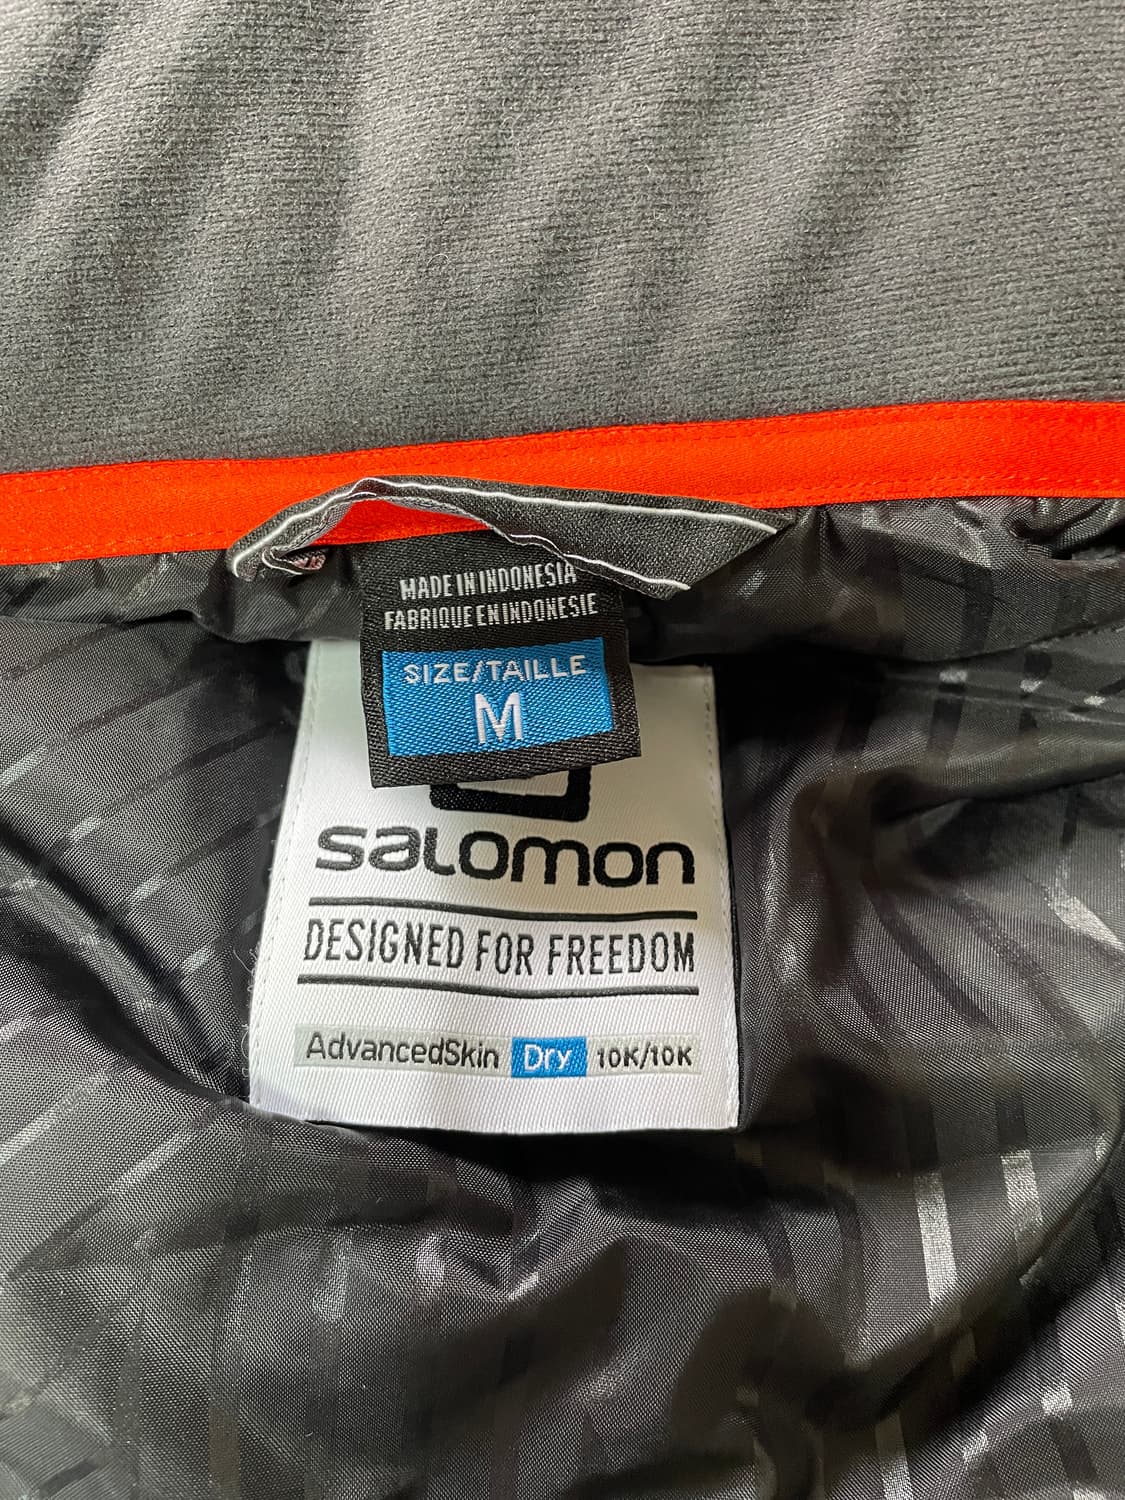 MADE IN INDONESIA
FABRIQUE EN INDONESIE
SIZE/TAILLE
M
salomon
DESIGNED FOR FREEDOM
AdvancedSkin Dry 10K/10K